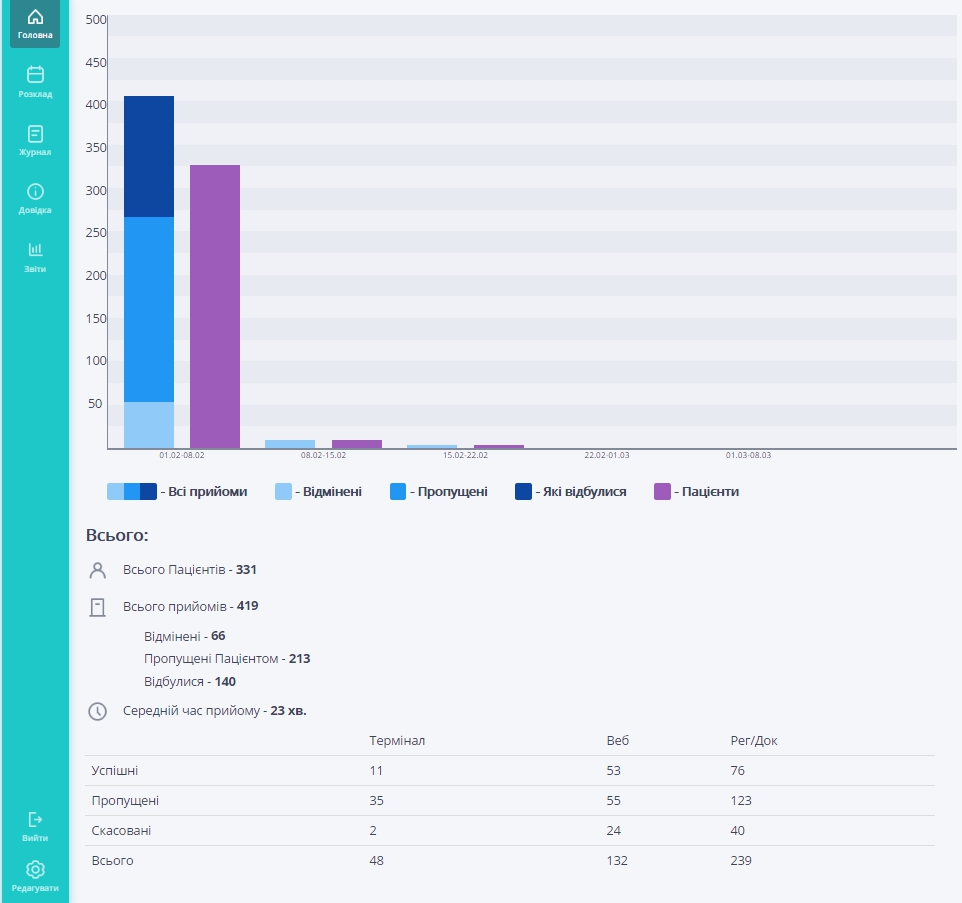 Головна
Розклад
Журнал
Довідка
Звіти
Вийти
Редагувати
500
450
400
350
300
250
200
150
100
50
01.02-08.02 08.02-15.02 15.02-22.02 22.02-01.03 01.03-08.03
- Всі прийоми - Відмінені - Пропущені - Які відбулися - Пацієнти
Всього:
Всього Пацієнтів - 331
Всього прийомів - 419
Відмінені - 66
Пропущені Пацієнтом - 213
Відбулися - 140
Середній час прийому - 23 хв.
Термінал Веб Рег/Док
Успішні 11 53 76
Пропущені 35 55 123
Скасовані 2 24 40
Всього 48 132 239